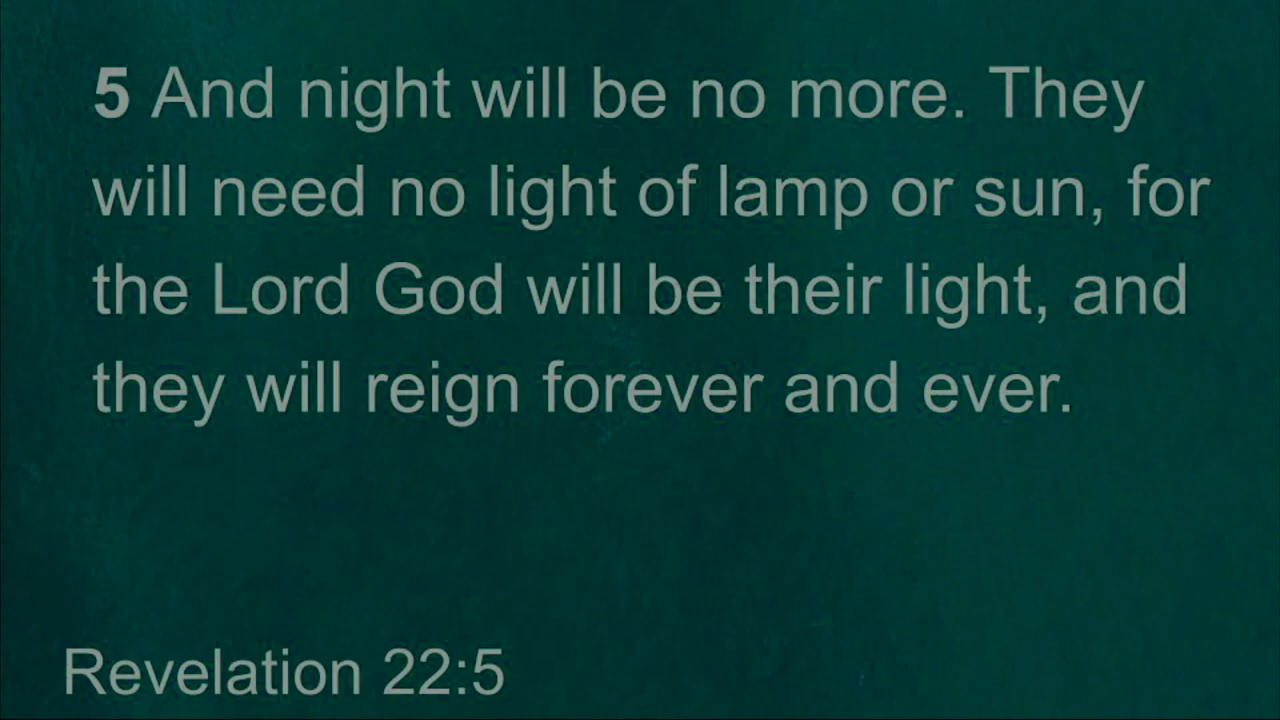 5 And night will be no more. They
will need no light of lamp or sun, for
the Lord God will be their light, and
they will reign forever and ever.
Revelation 22:5